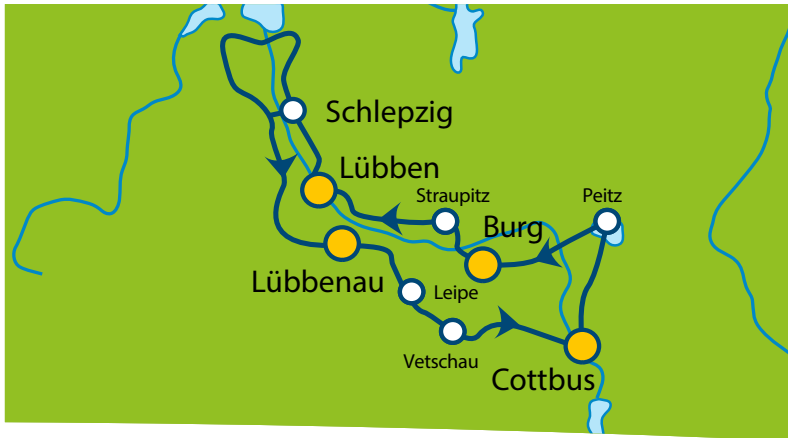 Schlepzig
Lübben
Straupitz
Peitz
Burg
Lübbenau
Leipe
Vetschau
Cottbus